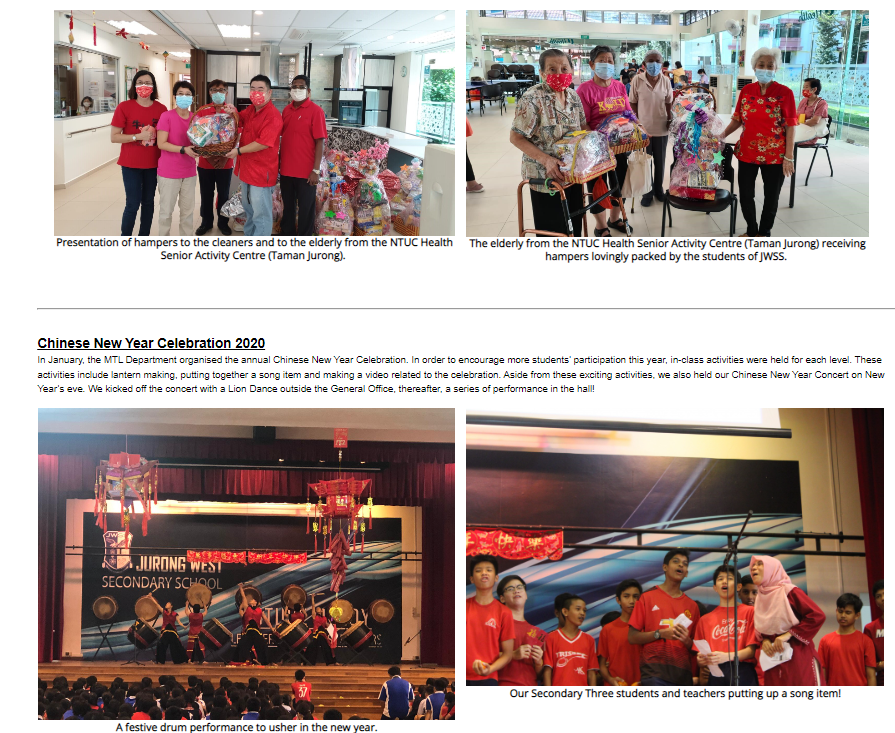 Presentation of hampers to the cleaners and to the elderly from the NTUC Health
Senior Activity Centre (Taman Jurong).
The elderly from the NTUC Health Senior Activity Centre (Taman Jurong) receiving
hampers lovingly packed by the students of JWSS.
Chinese New Year Celebration 2020
In January, the MTL Department organised the annual Chinese New Year Celebration. In order to encourage more students' participation this year, in-class activities were held for each level. These
activities include lantern making, putting together a song item and making a video related to the celebration. Aside from these exciting activities, we also held our Chinese New Year Concert on New
Year's eve. We kicked off the concert with a Lion Dance outside the General Office, thereafter, a series of performance in the hall!
JW
JURONG WEST
SECONDARY SCHOOL
Coca-Cola
A festive drum performance to usher in the new year.
Our Secondary Three students and teachers putting up a song item!